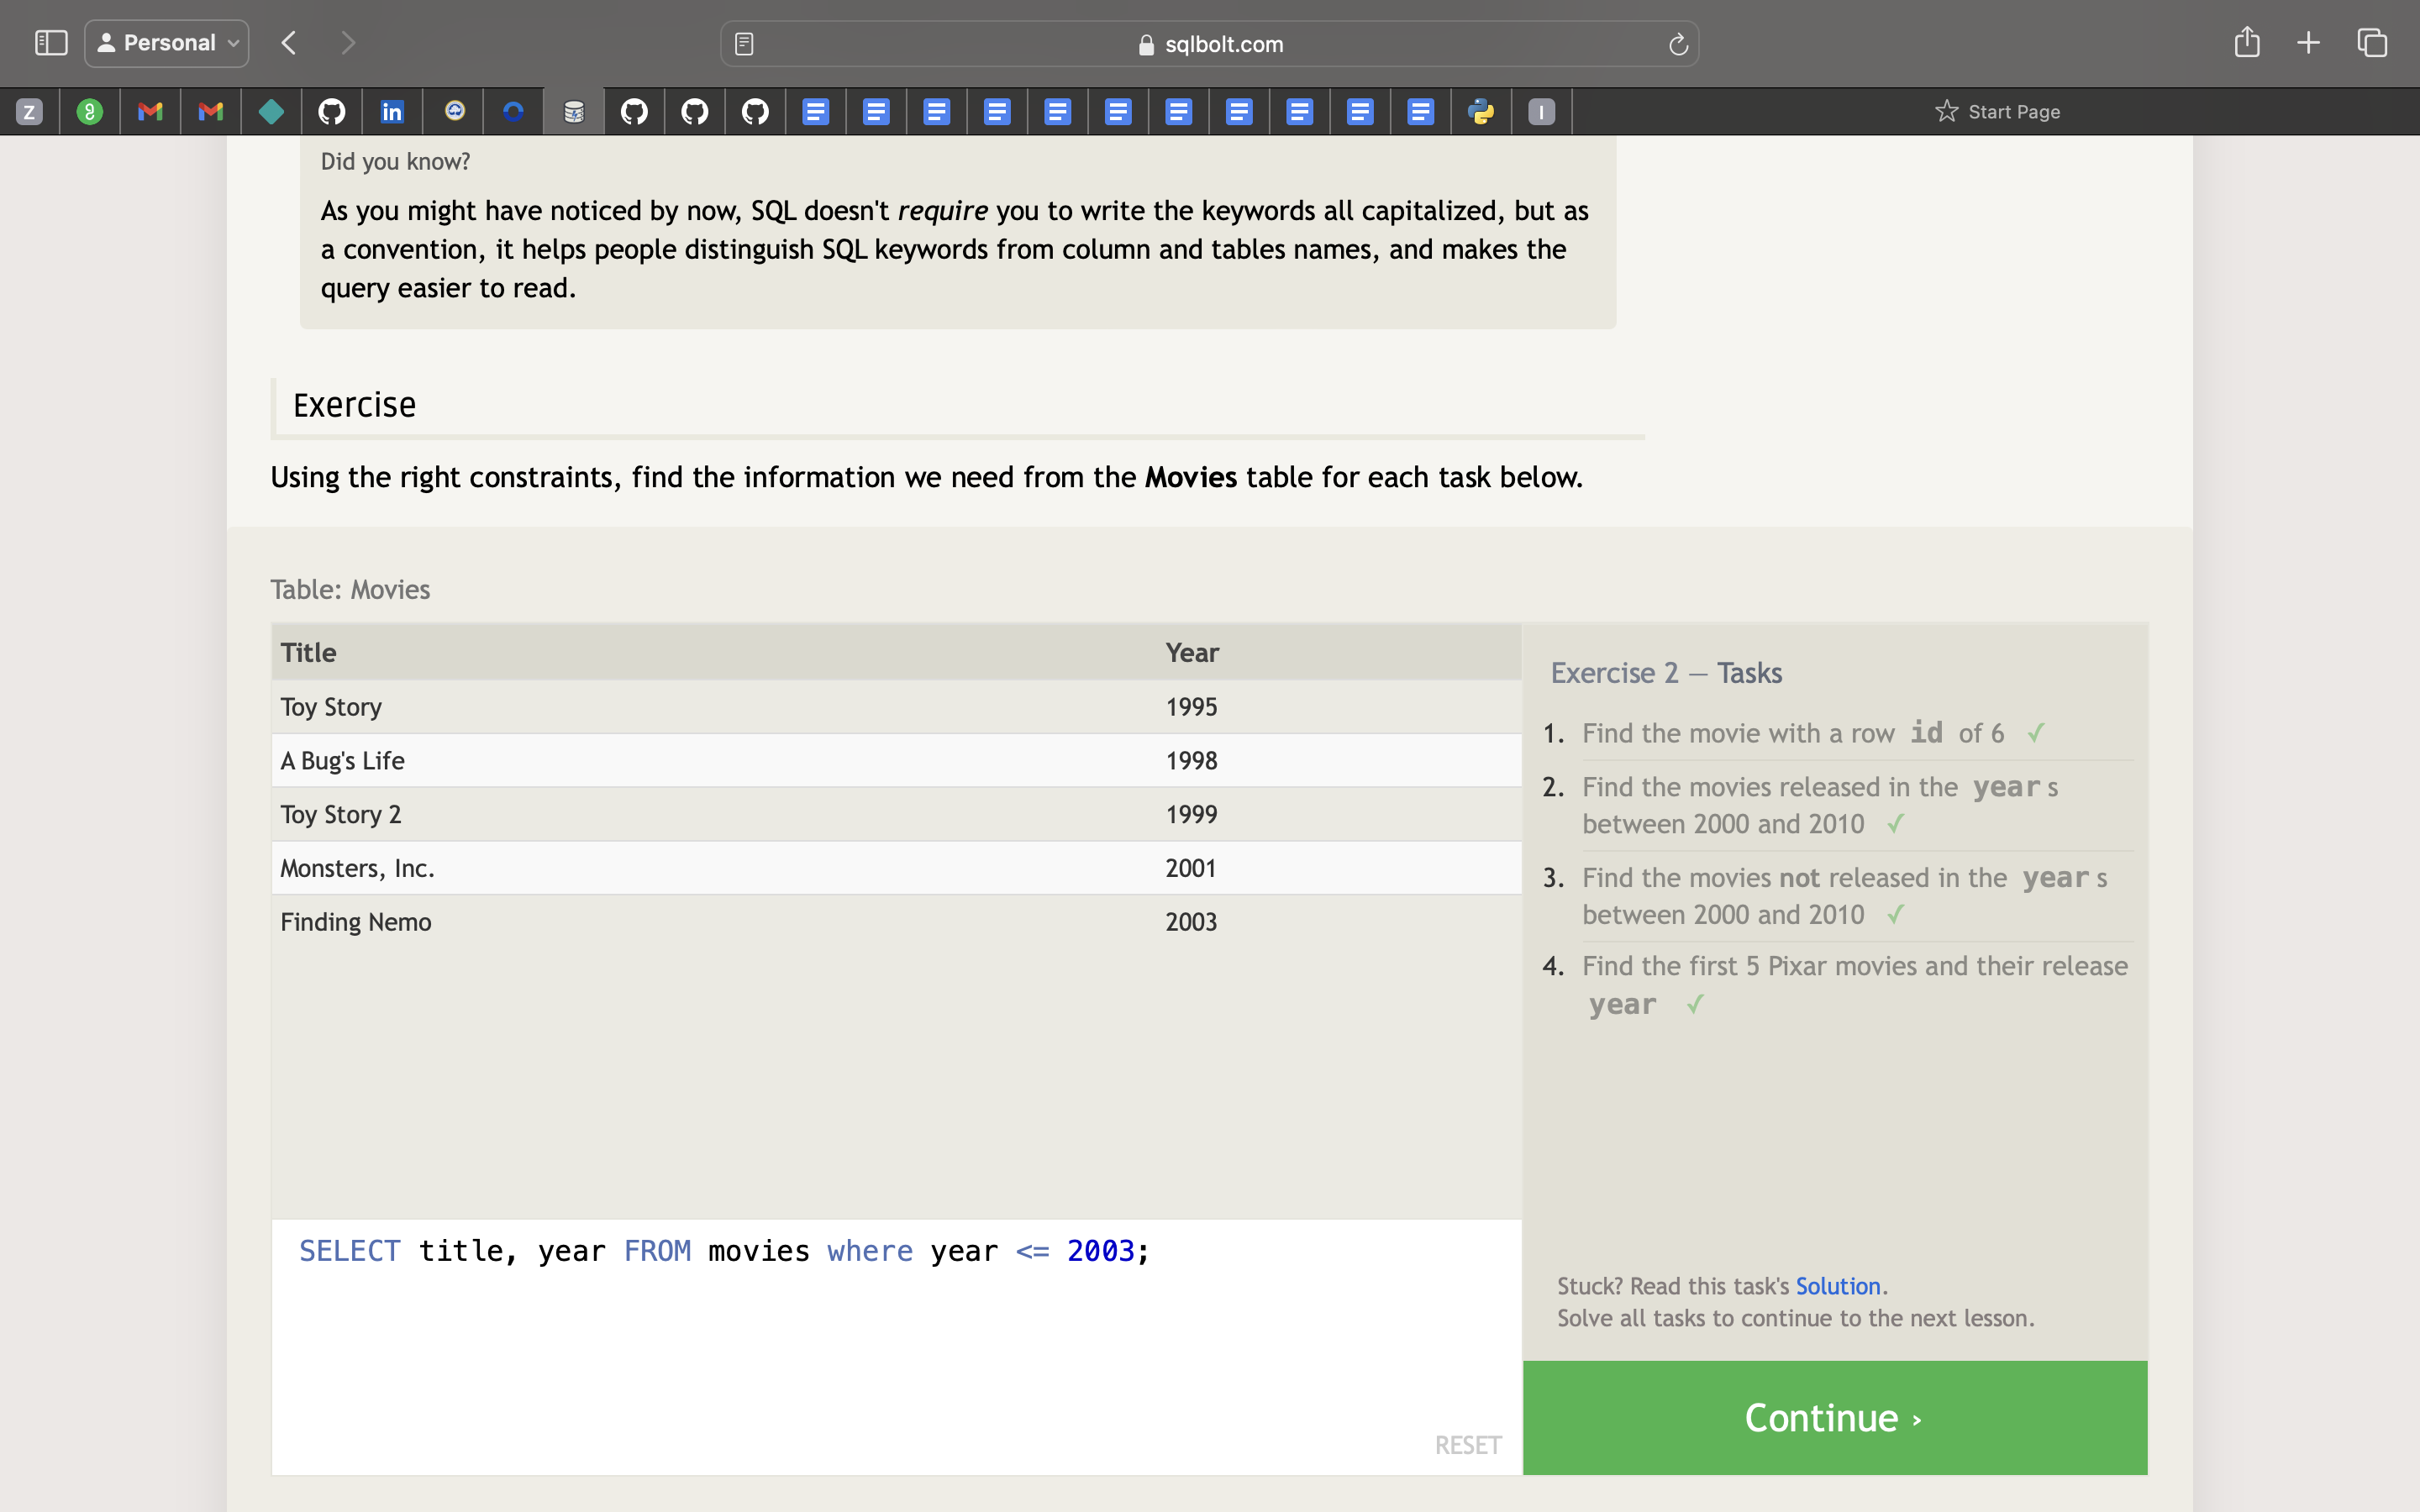 Personal
sqlbolt.com
Z
in
I
Start Page
Did you know?
As you might have noticed by now, SQL doesn't require you to write the keywords all capitalized, but as
a convention, it helps people distinguish SQL keywords from column and tables names, and makes the
query easier to read.
Exercise
Using the right constraints, find the information we need from the Movies table for each task below.
Table: Movies
Title Year
Toy Story 1995
A Bug's Life 1998
Toy Story 2 1999
Monsters, Inc. 2001
Finding Nemo 2003
SELECT title, year FROM movies where year <= 2003;
RESET
Exercise 2 — Tasks
1. Find the movie with a row id of 6 ✓
2. Find the movies released in the year s
between 2000 and 2010 ✓
3. Find the movies not released in the year s
between 2000 and 2010 ✓
4. Find the first 5 Pixar movies and their release
year ✓
Stuck? Read this task's Solution.
Solve all tasks to continue to the next lesson.
Continue ›